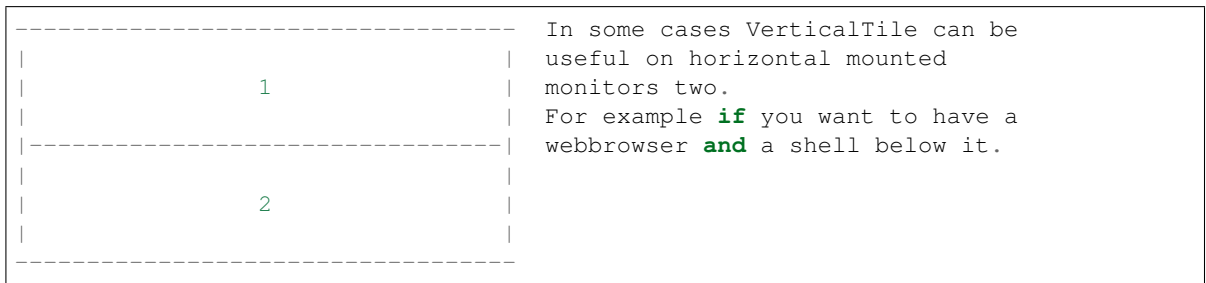 ----------------------------------- In some cases VerticalTile can be
|                                 | useful on horizontal mounted
|                1                | monitors two.
|                                 | For example if you want to have a
|---------------------------------| webbrowser and a shell below it.
|                                 |
|                2                |
|                                 |
-----------------------------------